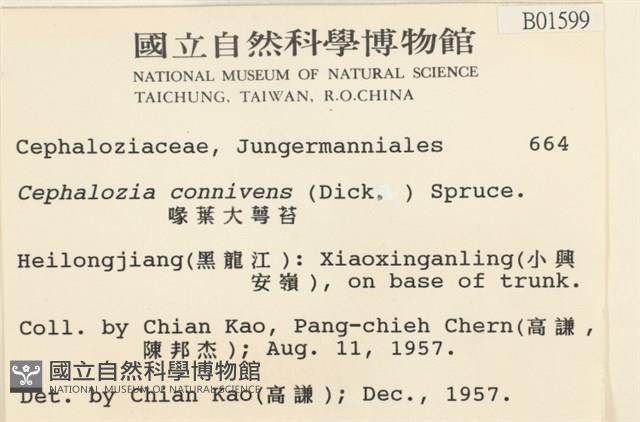 B01599
國立自然科學博物館
NATIONAL MUSEUM OF NATURAL SCIENCE
TAICHUNG, TAIWAN, R.O.CHINA
Cephaloziaceae, Jungermanniales 664
Cephalozia connivens (Dick. ) Spruce.
喙葉大萼苔
Heilongjiang(黑龍江): Xiaoxinganling(小興
安嶺), on base of trunk.
Coll. by Chian Kao, Pang-chieh Chern(高謙,
陳邦杰); Aug. 11, 1957.
國立自然科學博物館
NATIONAL MUSEUM OF NATURAL SCIENCE
Det. by Chian Kao(高謙); Dec., 1957.